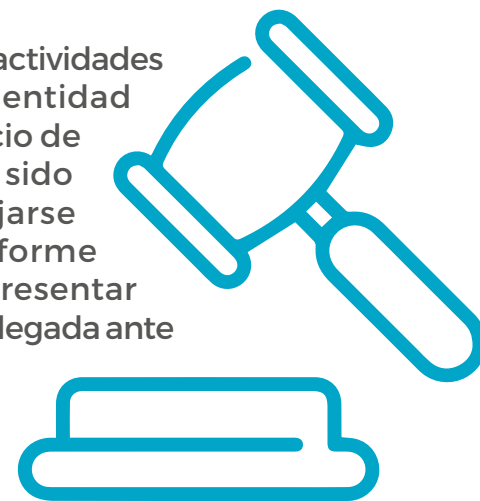 actividades
entidad
cio de
sido
jarse
forme
resentar
legada ante